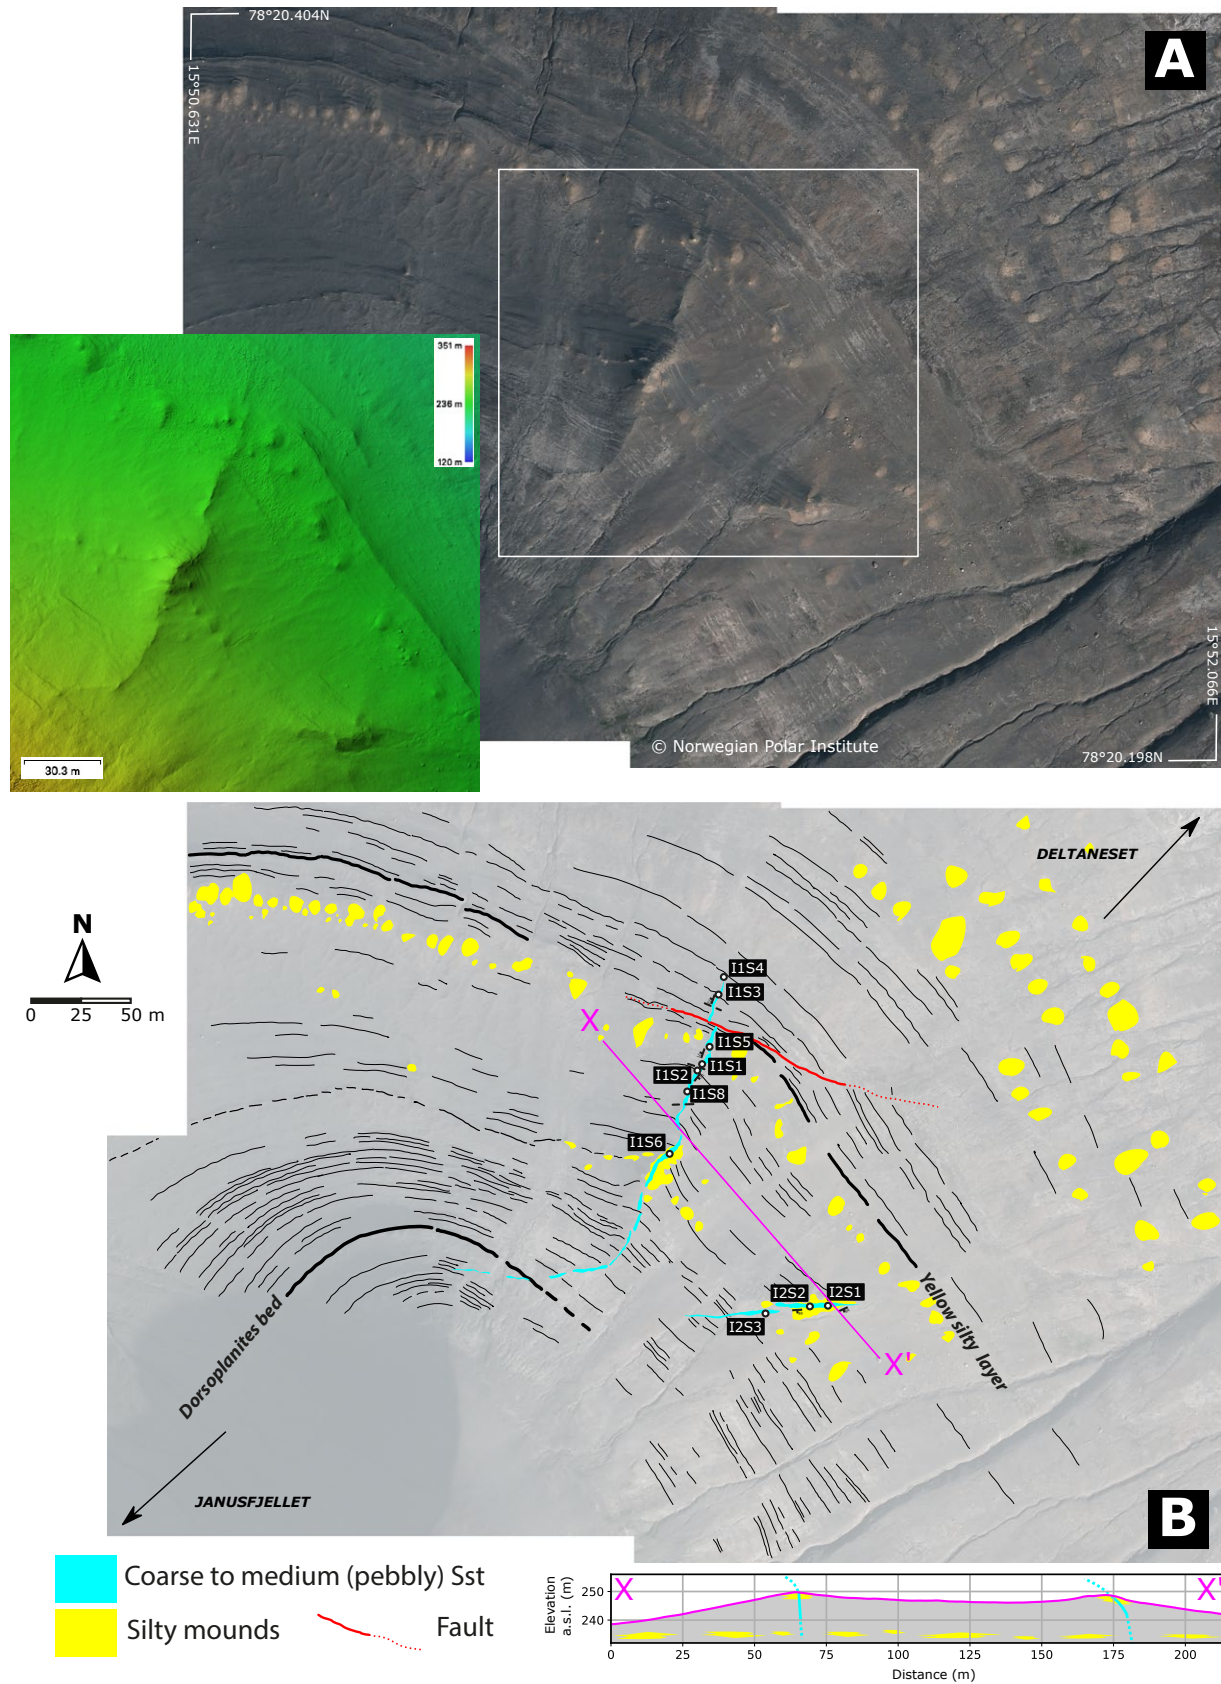 78°20.404N
15°50.631E
A
351 m
236 m
120 m
30.3 m
15°52.066E
© Norwegian Polar Institute
78°20.198N
DELTANESET
N
0 25 50 m
I1S4
I1S3
X
I1S5
I1S1
I1S2
I1S8
I1S6
I2S2
I2S1
I2S3
X'
Yellow silty layer
Dorsoplanites bed
JANUSFJELLET
B
Coarse to medium (pebbly) Sst
Silty mounds
Fault
Elevation
a.s.l. (m)
250
240
X
X'
0 25 50 75 100 125 150 175 200
Distance (m)